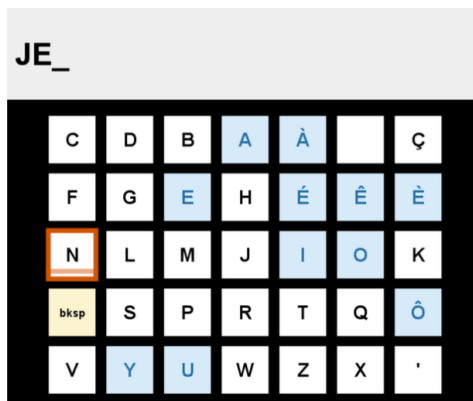 JE_
C D B A À Ç
F G E H É Ê È
N L M J I O K
bksp S P R T Q Ô
V Y U W Z X '